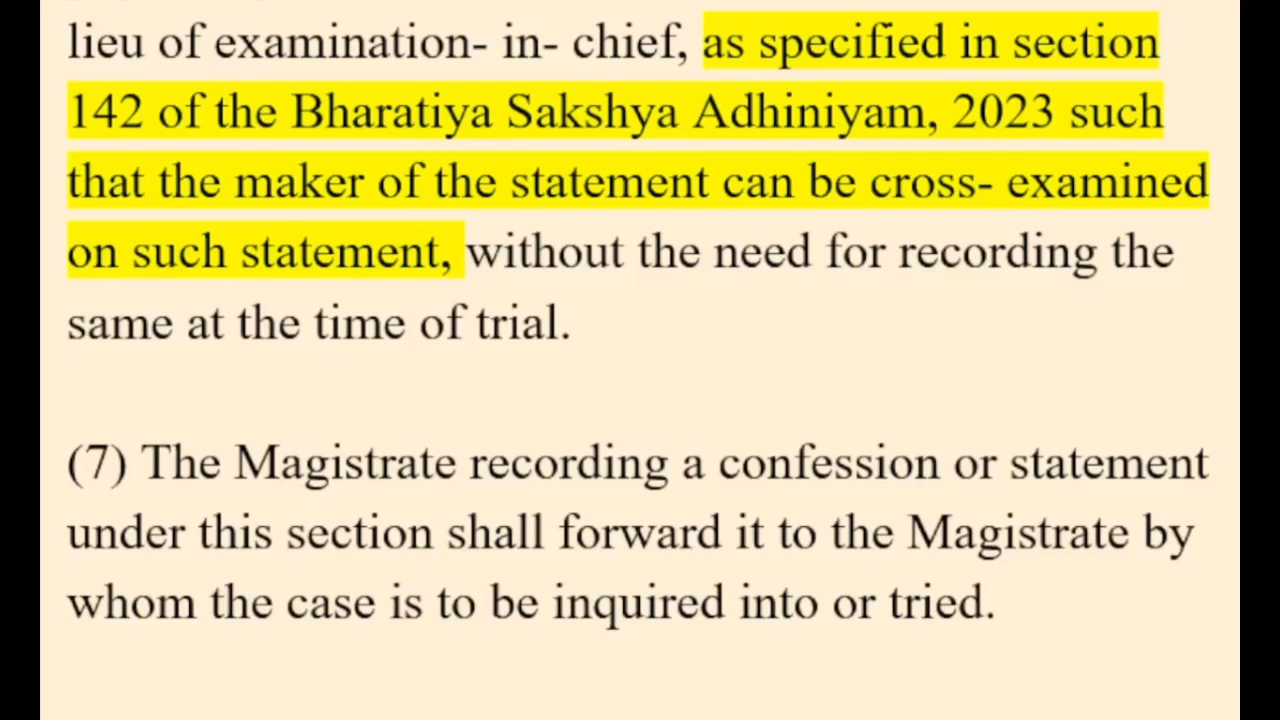 lieu of examination- in- chief, as specified in section
142 of the Bharatiya Sakshya Adhiniyam, 2023 such
that the maker of the statement can be cross- examined
on such statement, without the need for recording the
same at the time of trial.
(7) The Magistrate recording a confession or statement
under this section shall forward it to the Magistrate by
whom the case is to be inquired into or tried.